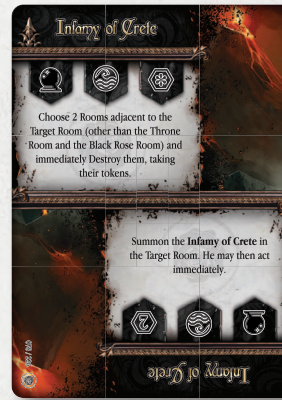 Infamy of Crete
Choose 2 Rooms adjacent to the
Target Room (other than the Throne
Room and the Black Rose Room) and
immediately Destroy them, taking
their tokens.
Summon the Infamy of Crete in
the Target Room. He may then act
immediately.
2
Infamy of Crete